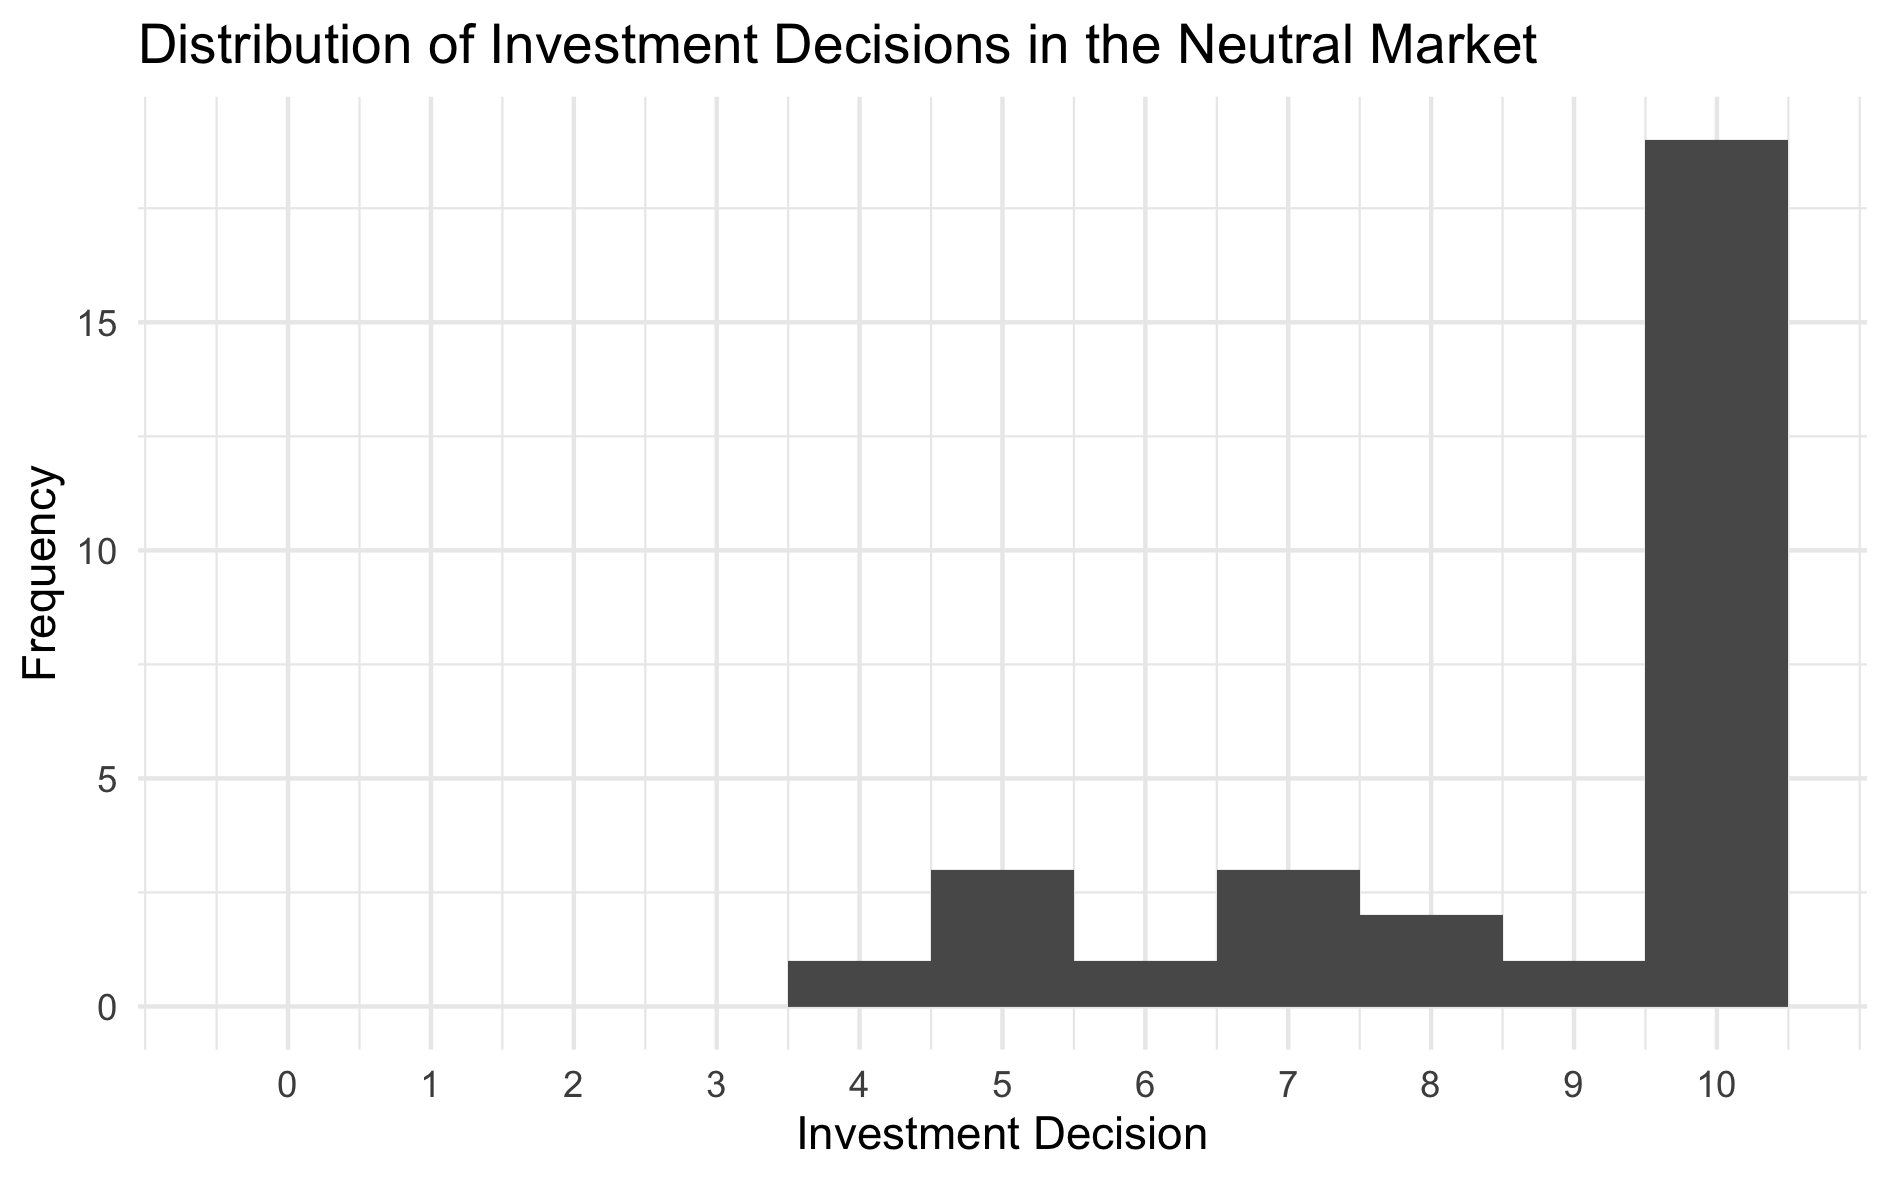 Distribution of Investment Decisions in the Neutral Market
Frequency
15
10
5
0
0 1 2 3 4 5 6 7 8 9 10
Investment Decision